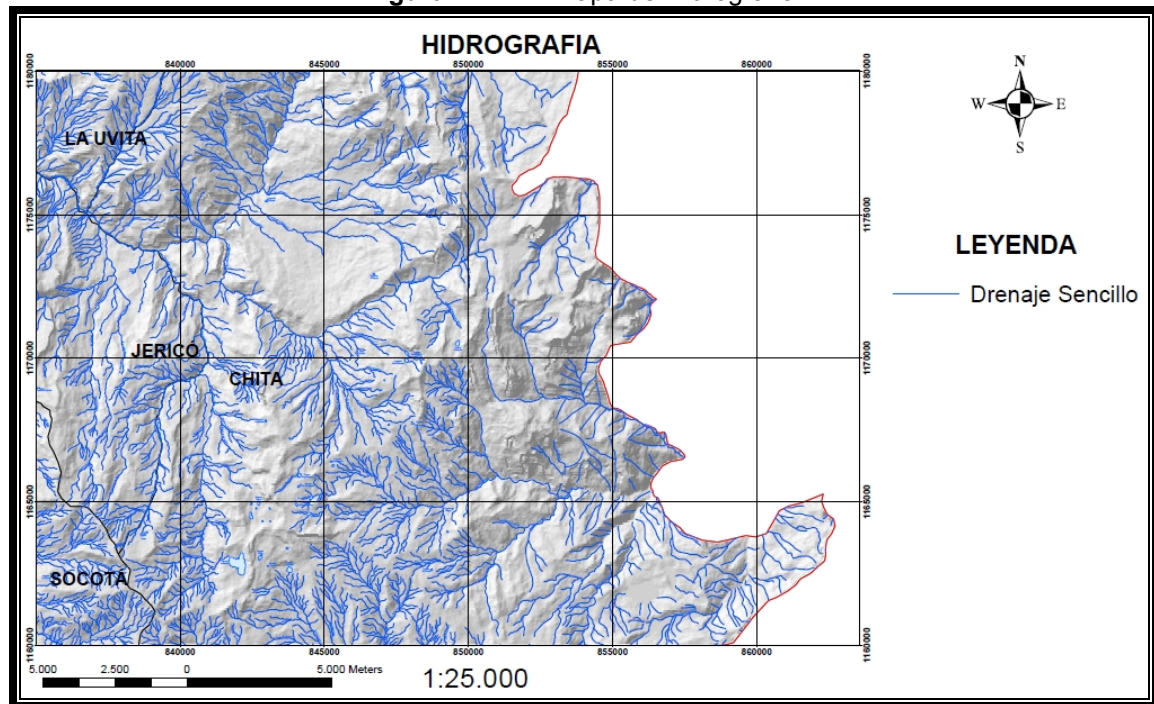 HIDROGRAFIA
840000 845000 850000 855000 860000
1180000 1180000
N
W E
S
LA UVITA
1175000 1175000
LEYENDA
Drenaje Sencillo
JERICÓ
1170000 1170000
CHITA
1165000 1165000
SOCOTÁ
1160000 1160000
840000 845000 850000 855000 860000
5.000 2.500 0 5.000 Meters
1:25.000